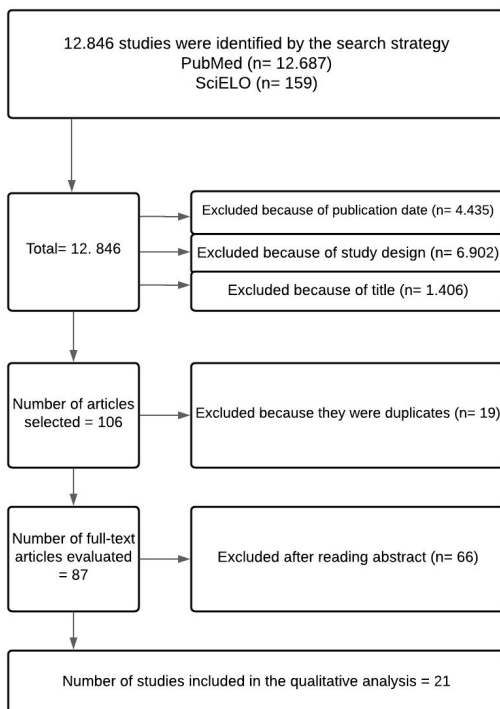 12.846 studies were identified by the search strategy
PubMed (n= 12.687)
SciELO (n= 159)
Total= 12. 846
Excluded because of publication date (n= 4.435)
Excluded because of study design (n= 6.902)
Excluded because of title (n= 1.406)
Number of articles
selected = 106
Excluded because they were duplicates (n= 19)
Number of full-text
articles evaluated
= 87
Excluded after reading abstract (n= 66)
Number of studies included in the qualitative analysis = 21